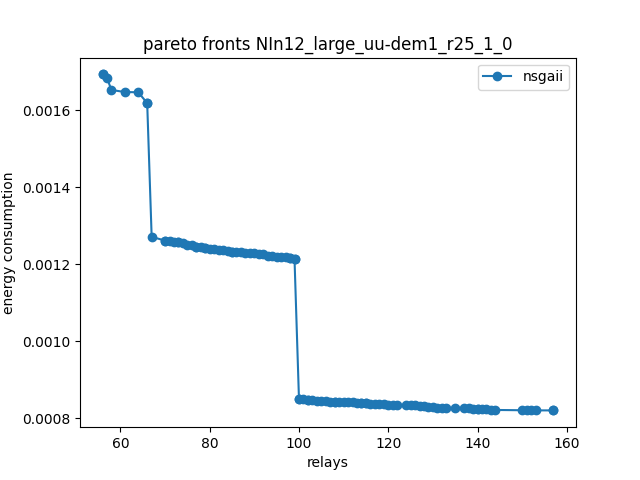 pareto fronts NIn12_large_uu-dem1_r25_1_0
nsgaii
energy consumption
0.0016
0.0014
0.0012
0.0010
0.0008
60 80 100 120 140 160
relays